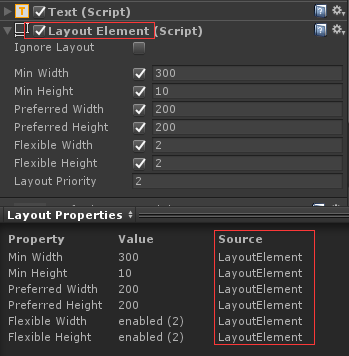 Text (Script)
Layout Element (Script)
Ignore Layout
Min Width 300
Min Height 10
Preferred Width 200
Preferred Height 200
Flexible Width 2
Flexible Height 2
Layout Priority 2
Layout Properties
Property Value Source
Min Width 300 LayoutElement
Min Height 10 LayoutElement
Preferred Width 200 LayoutElement
Preferred Height 200 LayoutElement
Flexible Width enabled (2) LayoutElement
Flexible Height enabled (2) LayoutElement